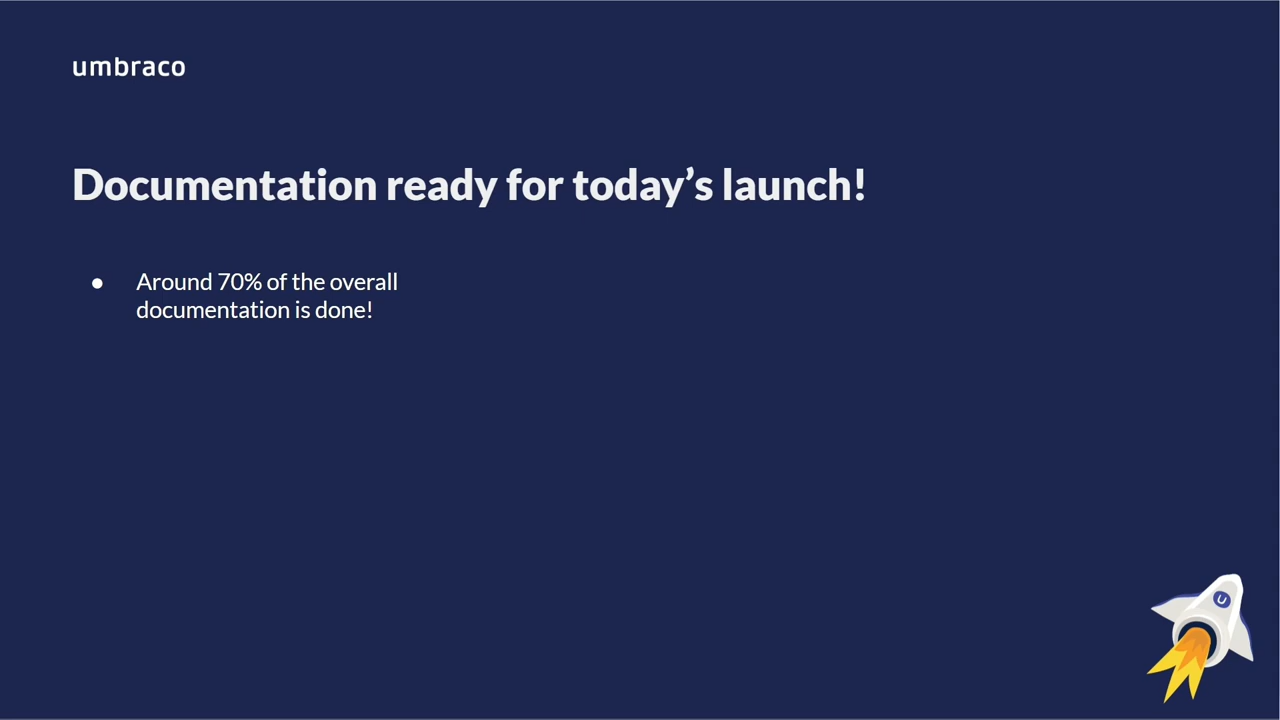 umbraco
Documentation ready for today’s launch!
● Around 70% of the overall
documentation is done!
U